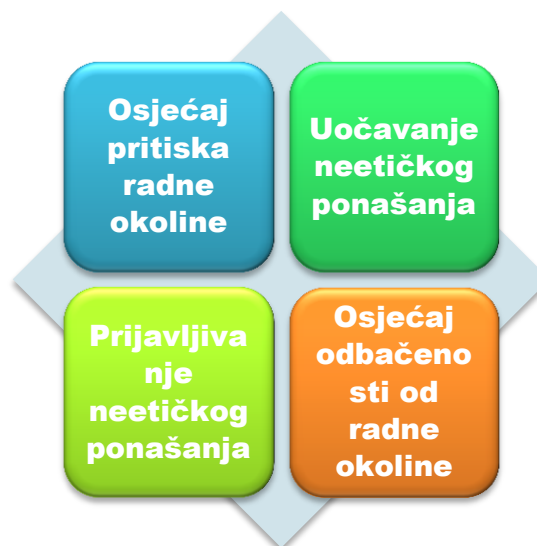 Osjećaj
pritiska
radne
okoline
Uočavanje
neetičkog
ponašanja
Prijavljiva
nje
neetičkog
ponašanja
Osjećaj
odbačeno
sti od
radne
okoline